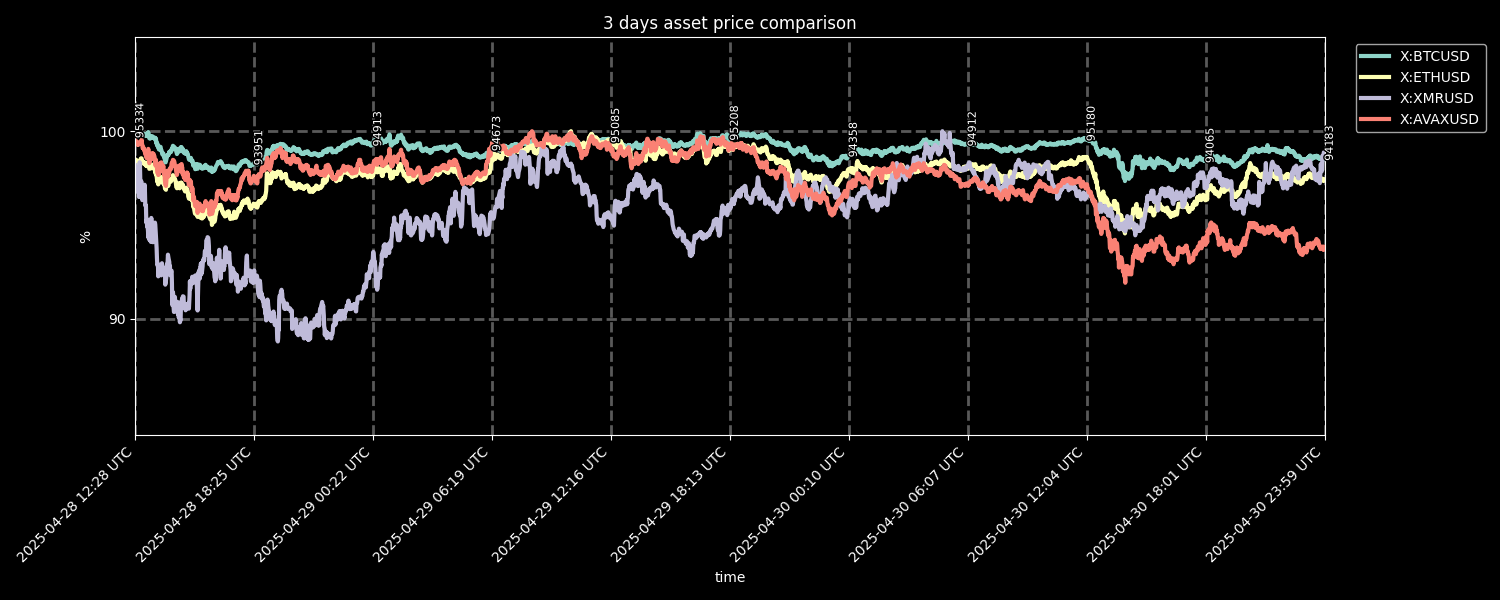 3 days asset price comparison
X:BTCUSD
X:ETHUSD
X:XMRUSD
X:AVAXUSD
%
100
90
95334
93951
94913
94673
95085
95208
94358
94912
95180
94065
94183
2025-04-28 12:28 UTC
2025-04-28 18:25 UTC
2025-04-29 00:22 UTC
2025-04-29 06:19 UTC
2025-04-29 12:16 UTC
2025-04-29 18:13 UTC
2025-04-30 00:10 UTC
2025-04-30 06:07 UTC
2025-04-30 12:04 UTC
2025-04-30 18:01 UTC
2025-04-30 23:59 UTC
time